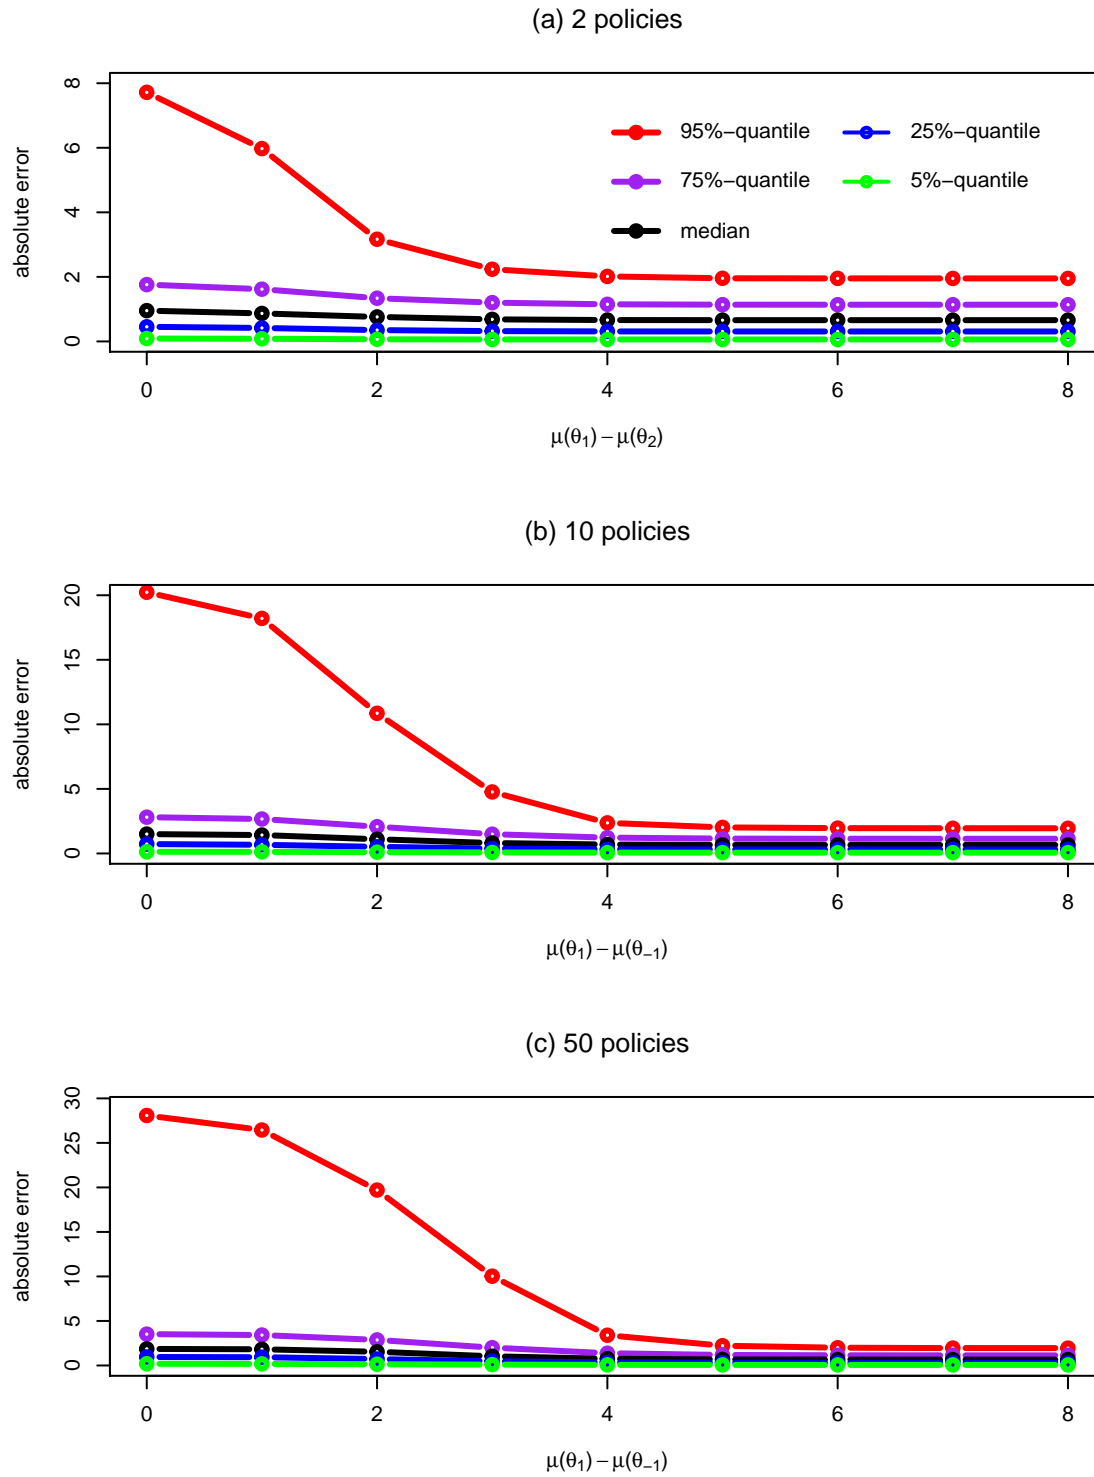 (a) 2 policies
8
6
4
2
0
absolute error
95%−quantile
25%−quantile
75%−quantile
5%−quantile
median
0 2 4 6 8
μ(θ₁) − μ(θ₂)
(b) 10 policies
20
15
10
5
0
absolute error
0 2 4 6 8
μ(θ₁) − μ(θ₋₁)
(c) 50 policies
30
25
20
15
10
5
0
absolute error
0 2 4 6 8
μ(θ₁) − μ(θ₋₁)